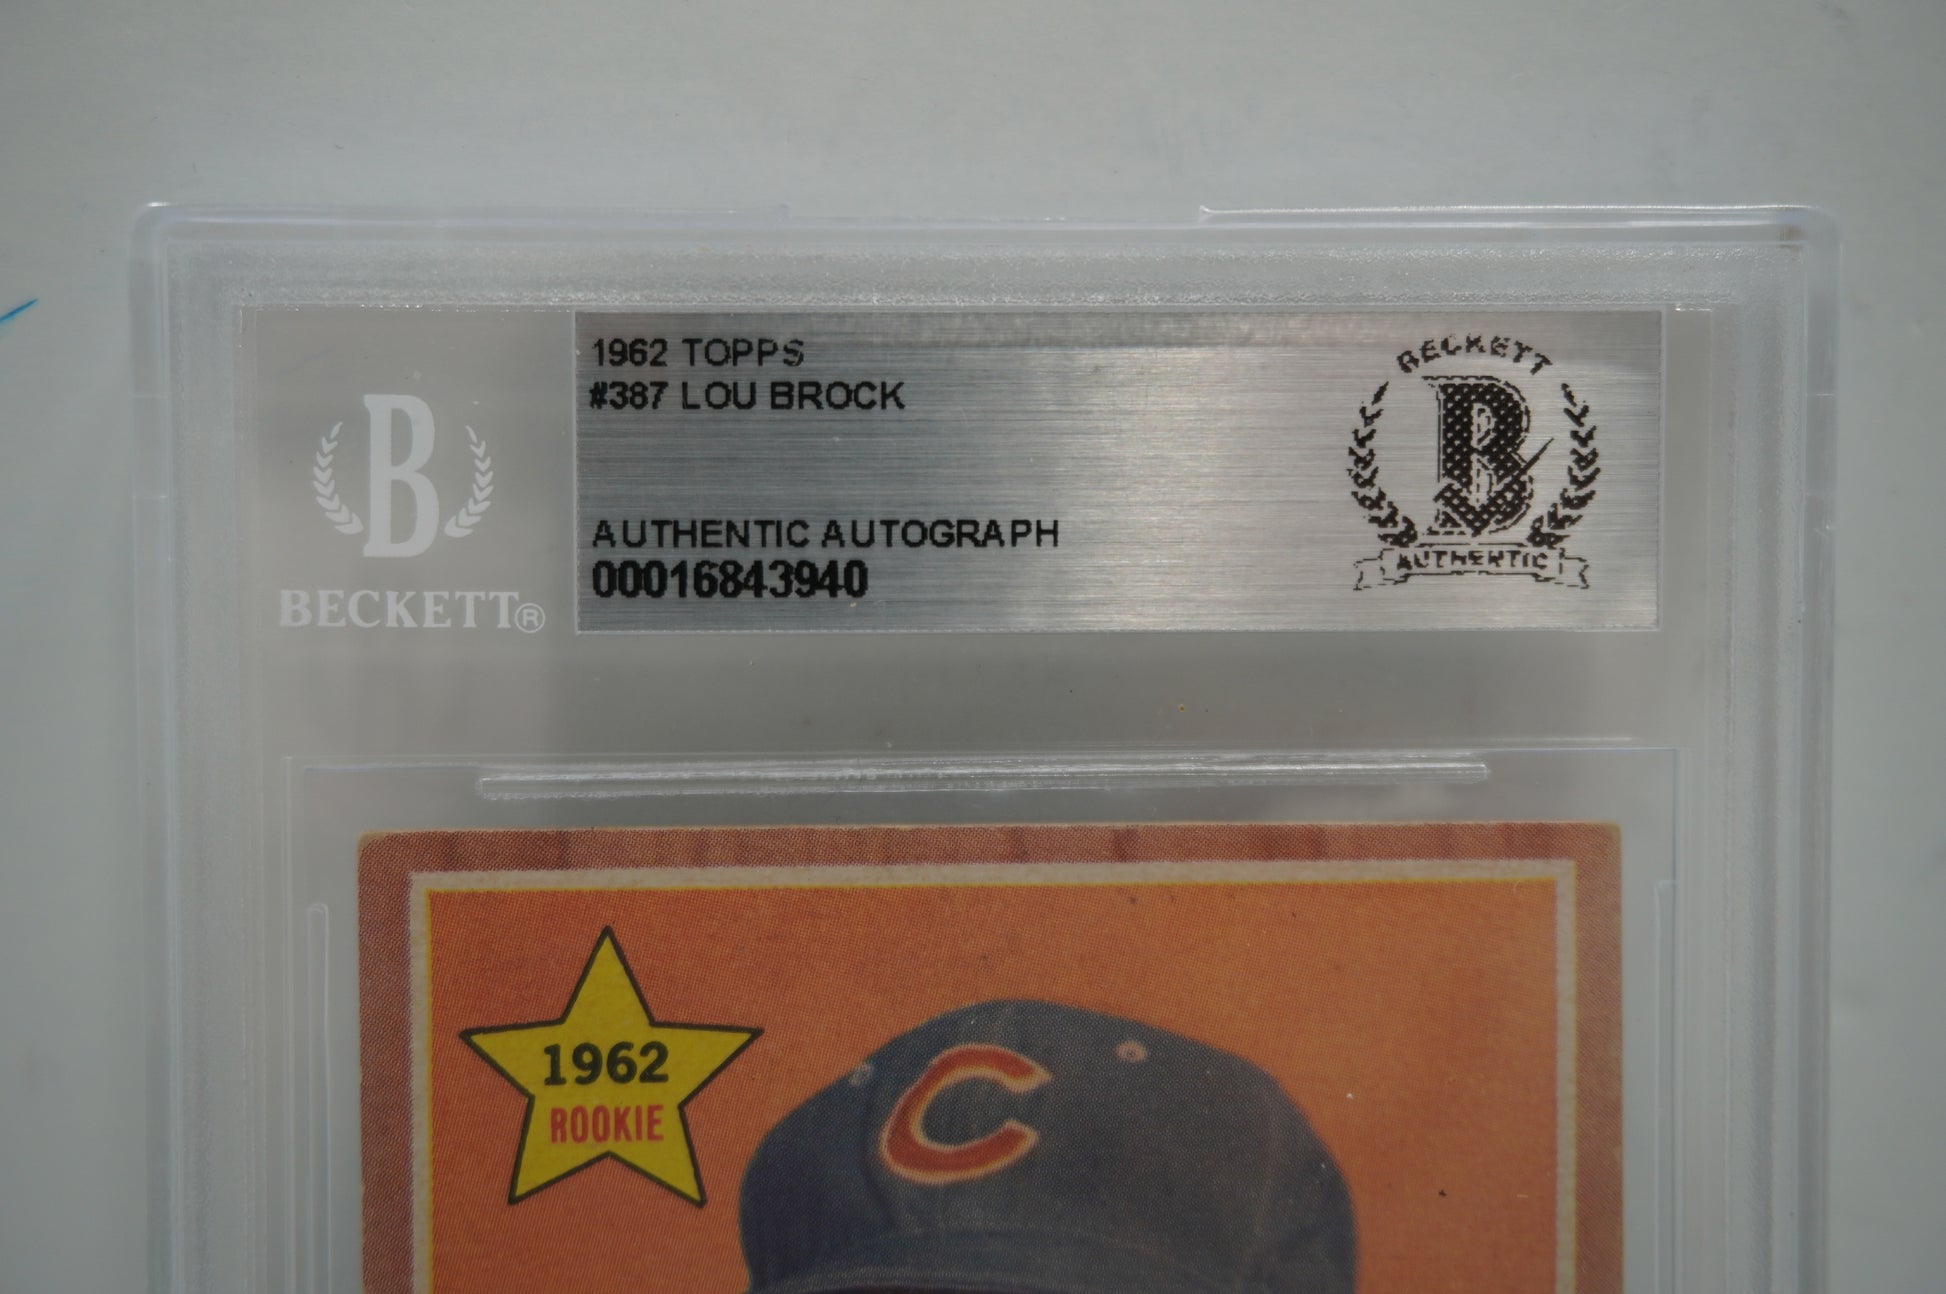 1962 TOPPS
#387 LOU BROCK
AUTHENTIC AUTOGRAPH
00016843940
BECKETT
B
AUTHENTIC
B
BECKETT®
1962
ROOKIE
C